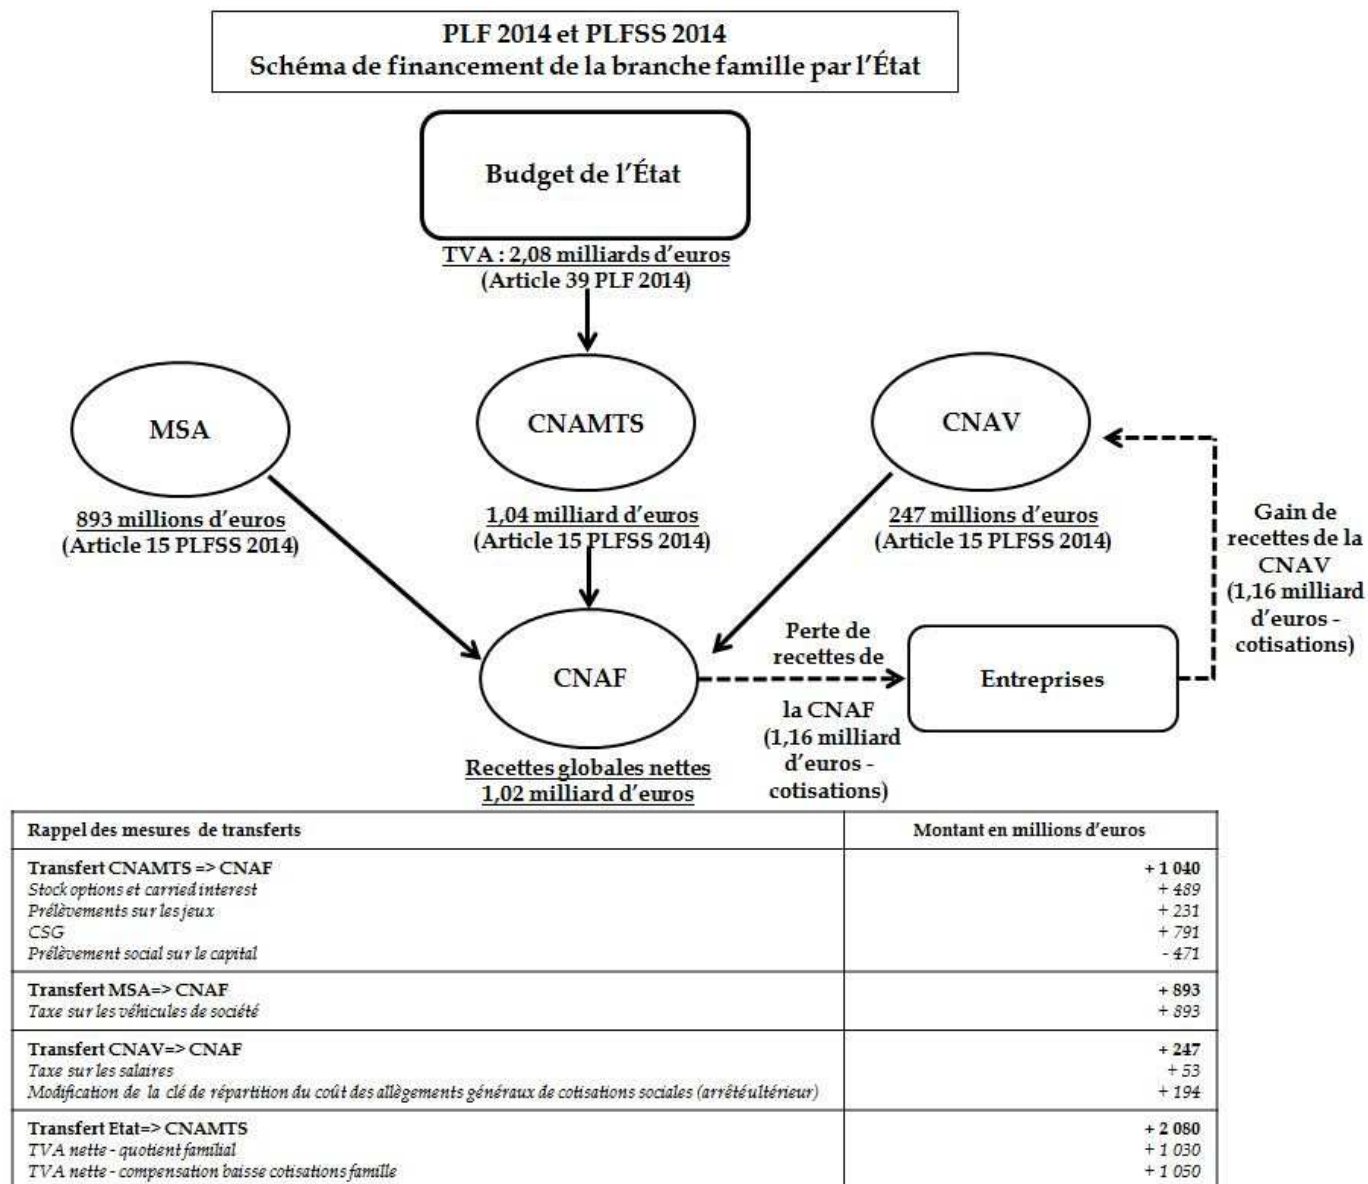 PLF 2014 et PLFSS 2014
Schéma de financement de la branche famille par l'État
Budget de l'État
TVA : 2,08 milliards d'euros
(Article 39 PLF 2014)
MSA
CNAMTS
CNAV
893 millions d'euros
(Article 15 PLFSS 2014)
1,04 milliard d'euros
(Article 15 PLFSS 2014)
247 millions d'euros
(Article 15 PLFSS 2014)
Gain de
recettes de la
CNAV
(1,16 milliard
d'euros -
cotisations)
CNAF
Perte de
recettes de
la CNAF
(1,16 milliard
d'euros -
cotisations)
Entreprises
Recettes globales nettes
1,02 milliard d'euros
Rappel des mesures de transferts Montant en millions d'euros
Transfert CNAMTS => CNAF + 1 040
Stock options et carried interest + 489
Prélèvements sur les jeux + 231
CSG + 791
Prélèvement social sur le capital - 471
Transfert MSA=> CNAF + 893
Taxe sur les véhicules de société + 893
Transfert CNAV=> CNAF + 247
Taxe sur les salaires + 53
Modification de la clé de répartition du coût des allègements généraux de cotisations sociales (arrêté ultérieur) + 194
Transfert Etat=> CNAMTS + 2 080
TVA nette - quotient familial + 1 030
TVA nette - compensation baisse cotisations famille + 1 050